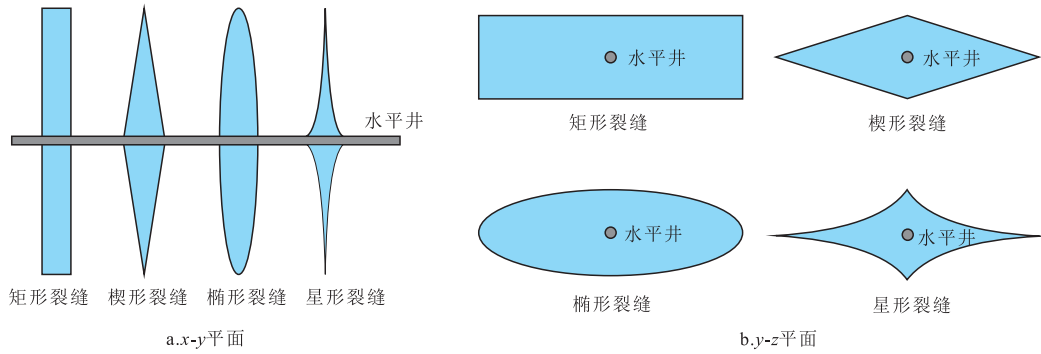 水平井
矩形裂缝 楔形裂缝 椭形裂缝 星形裂缝
a.x-y平面
水平井 水平井
矩形裂缝 楔形裂缝
水平井 水平井
椭形裂缝 星形裂缝
b.y-z平面